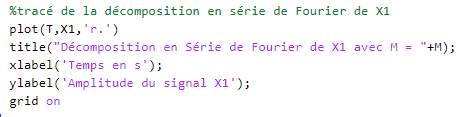 %tracé de la décomposition en série de Fourier de X1
plot(T,X1,'r.')
title("Décomposition en Série de Fourier de X1 avec M = "+M);
xlabel('Temps en s');
ylabel('Amplitude du signal X1');
grid on